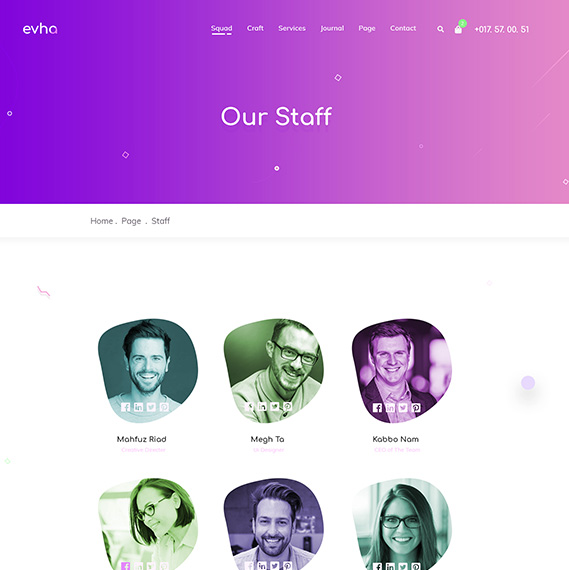 evha
Squad Craft Services Journal Page Contact +017. 57. 00. 51
Our Staff
Home . Page . Staff
Mahfuz Riad Megh Ta Kabbo Nam
Creative Director Ui Designer CEO of The Team